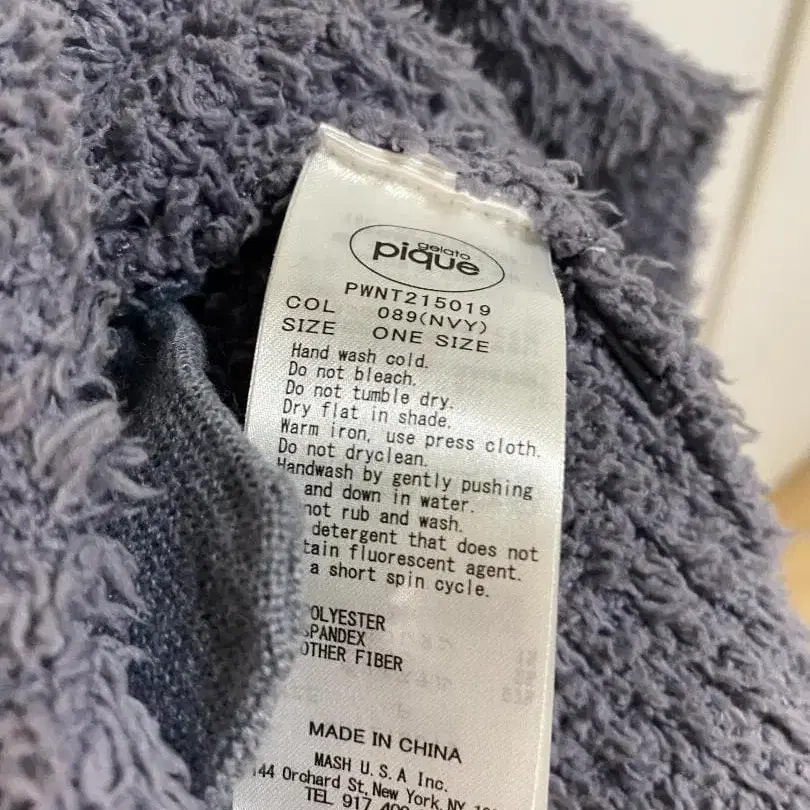 gelato
pique
PWNT215019
COL 089(NVY)
SIZE ONE SIZE
Hand wash cold.
Do not bleach.
Do not tumble dry.
Dry flat in shade.
Warm iron, use press cloth.
Do not dryclean.
Handwash by gently pushing
and down in water.
not rub and wash.
detergent that does not
tain fluorescent agent.
a short spin cycle.
OLYESTER
SPANDEX
OTHER FIBER
MADE IN CHINA
MASH U.S.A Inc.
144 Orchard St, New York, NY
TEL 917